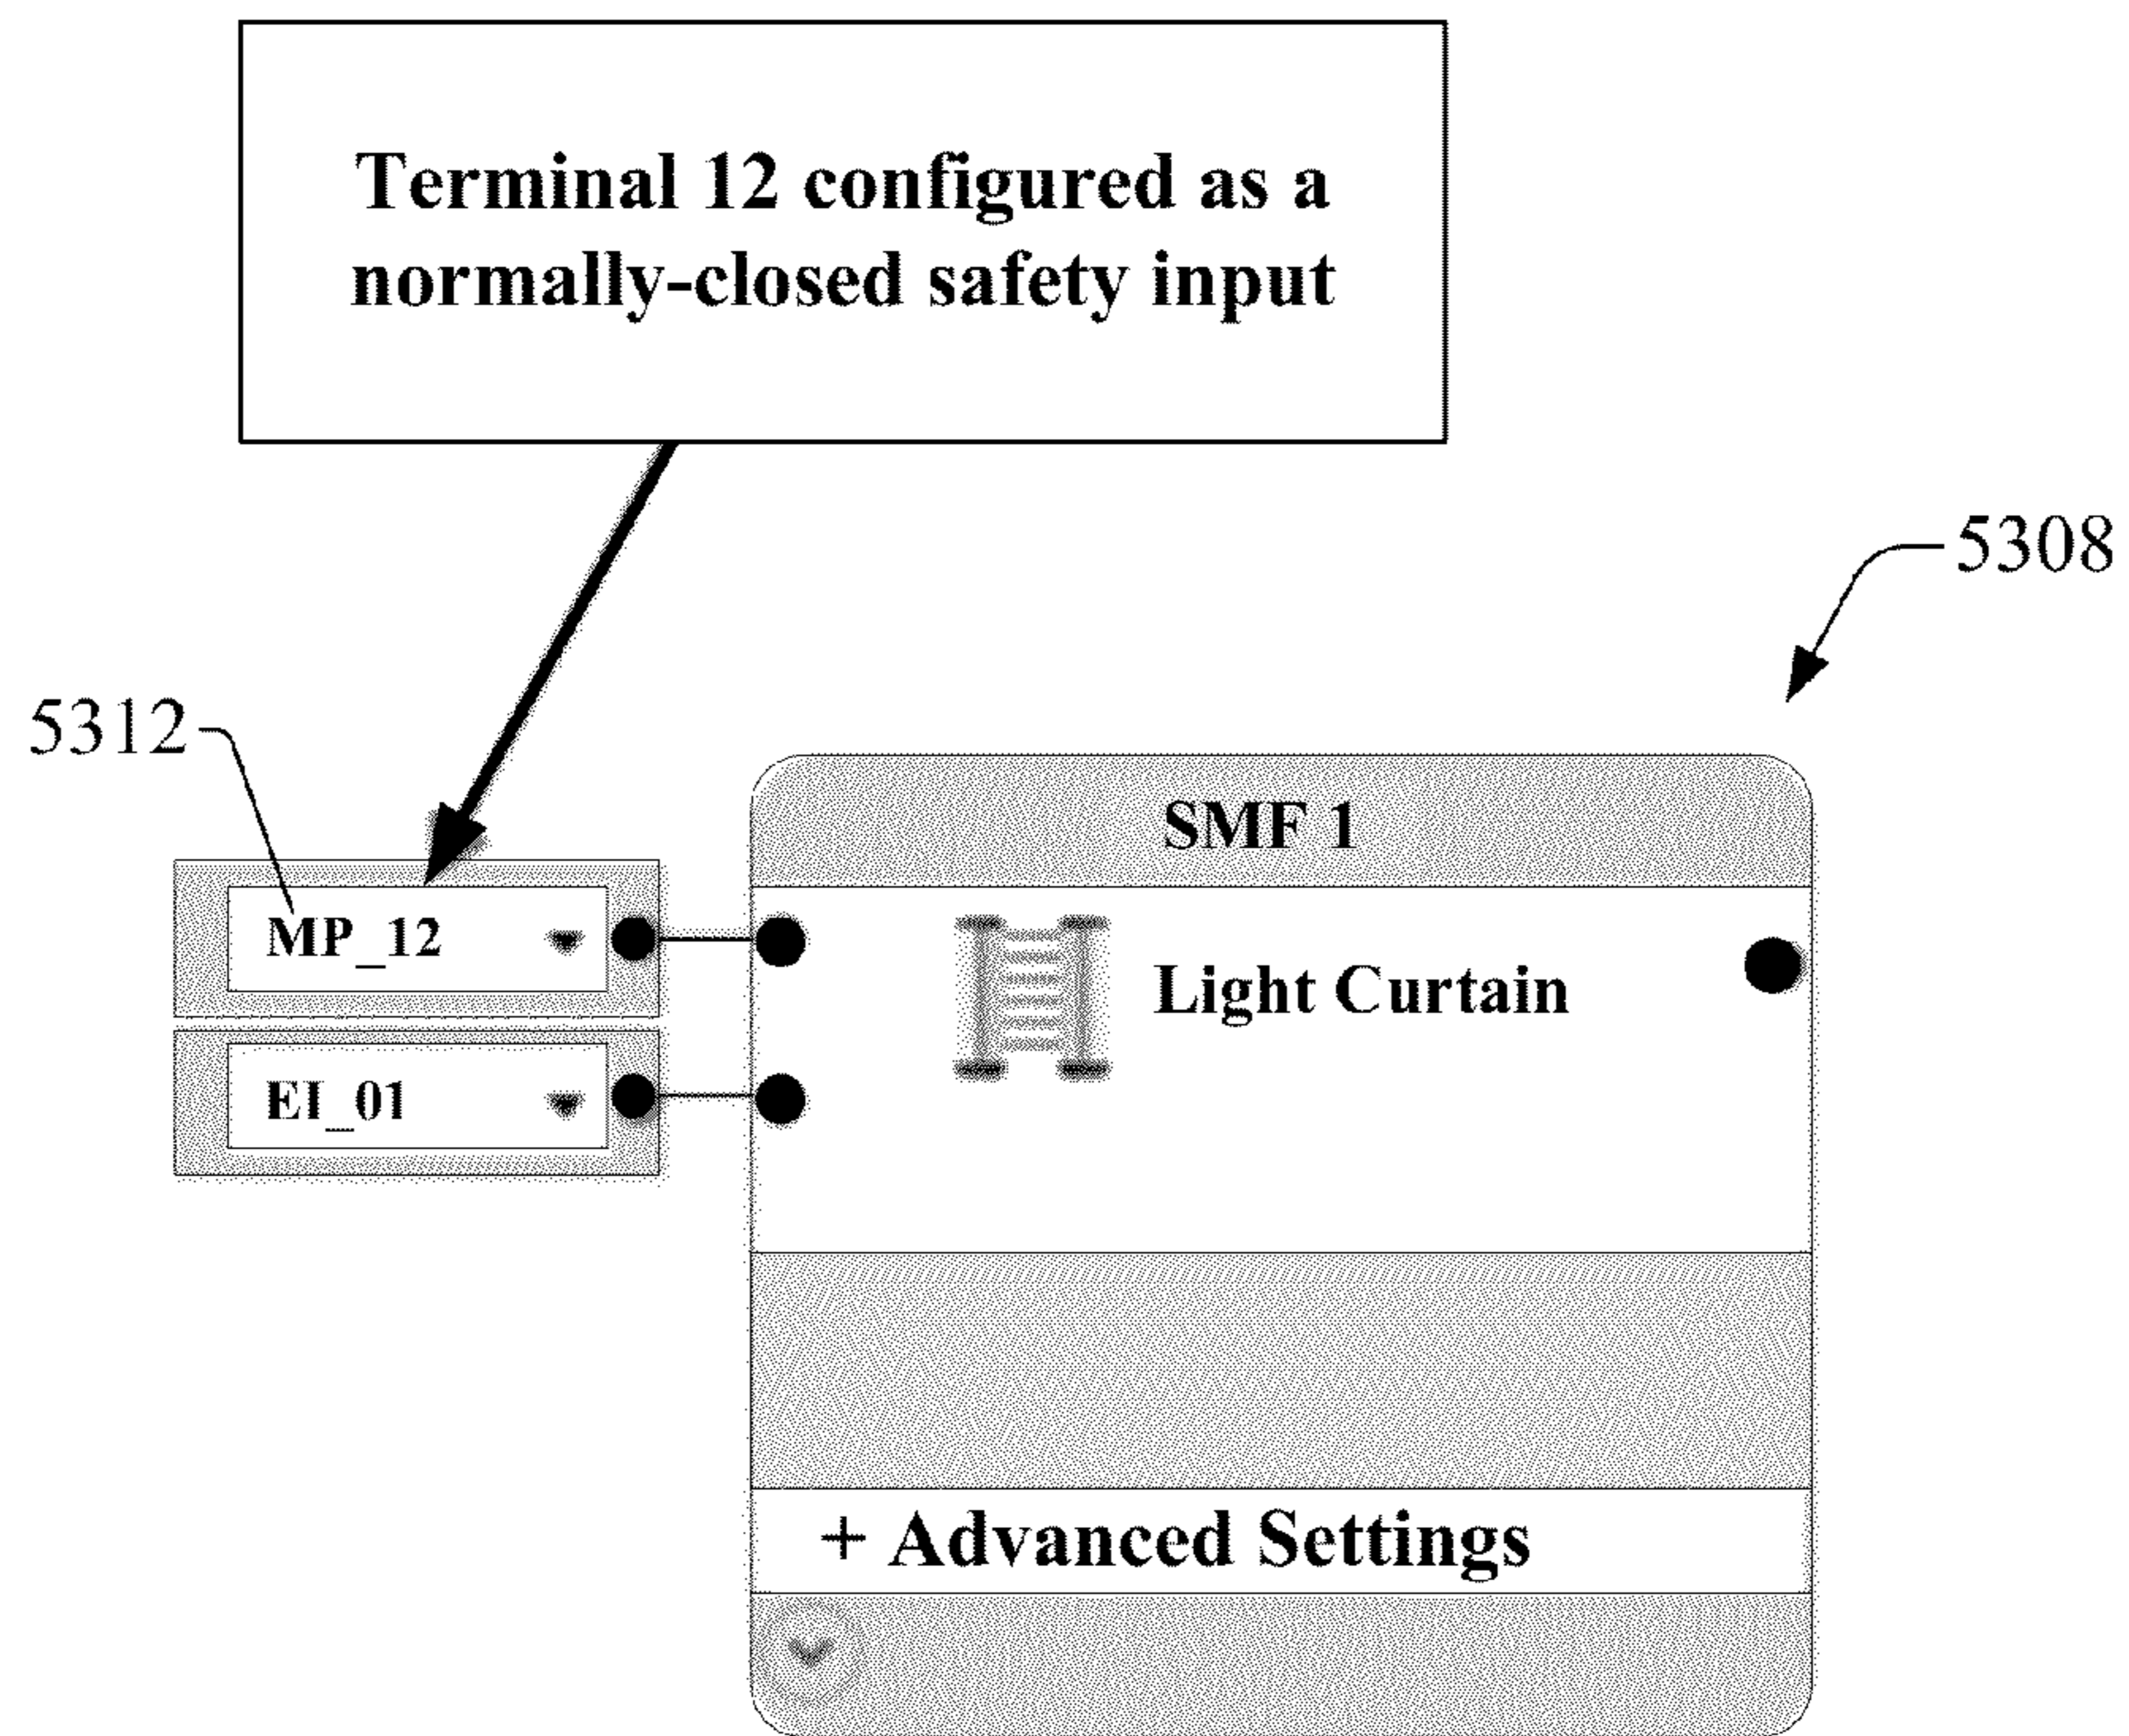 Terminal 12 configured as a
normally-closed safety input
5308
5312
SMF 1
MP_12
Light Curtain
EI_01
+ Advanced Settings